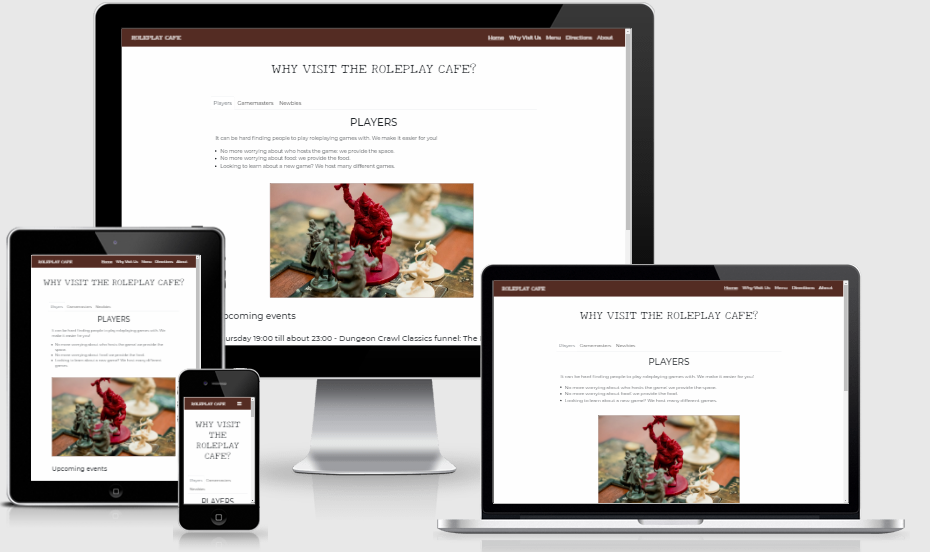 ROLEPLAY CAFE
Home Why Visit Us Menu Directions About
WHY VISIT THE ROLEPLAY CAFE?
Players Gamemasters Newbies
PLAYERS
It can be hard finding people to play roleplaying games with. We make it easier for you!
No more worrying about who hosts the game: we provide the space.
No more worrying about food: we provide the food.
Looking to learn about a new game? We host many different games.
pcoming events
ursday 19:00 till about 23:00 - Dungeon Crawl Classics funnel: The
ROLEPLAY CAFE
Home Why Visit Us Menu Directions About
WHY VISIT THE ROLEPLAY CAFE?
Players Gamemasters Newbies
PLAYERS
It can be hard finding people to play roleplaying games with. We
make it easier for you!
No more worrying about who hosts the game: we provide the
space.
No more worrying about food: we provide the food.
Looking to learn about a new game? We host many different
games.
Upcoming events
ROLEPLAY CAFE
WHY VISIT
THE
ROLEPLAY
CAFE?
Players Gamemasters
Newbies
PLAYERS
ROLEPLAY CAFE
Home Why Visit Us Menu Directions About
WHY VISIT THE ROLEPLAY CAFE?
Players Gamemasters Newbies
PLAYERS
It can be hard finding people to play roleplaying games with. We make it easier for you!
No more worrying about who hosts the game: we provide the space.
No more worrying about food: we provide the food.
Looking to learn about a new game? We host many different games.